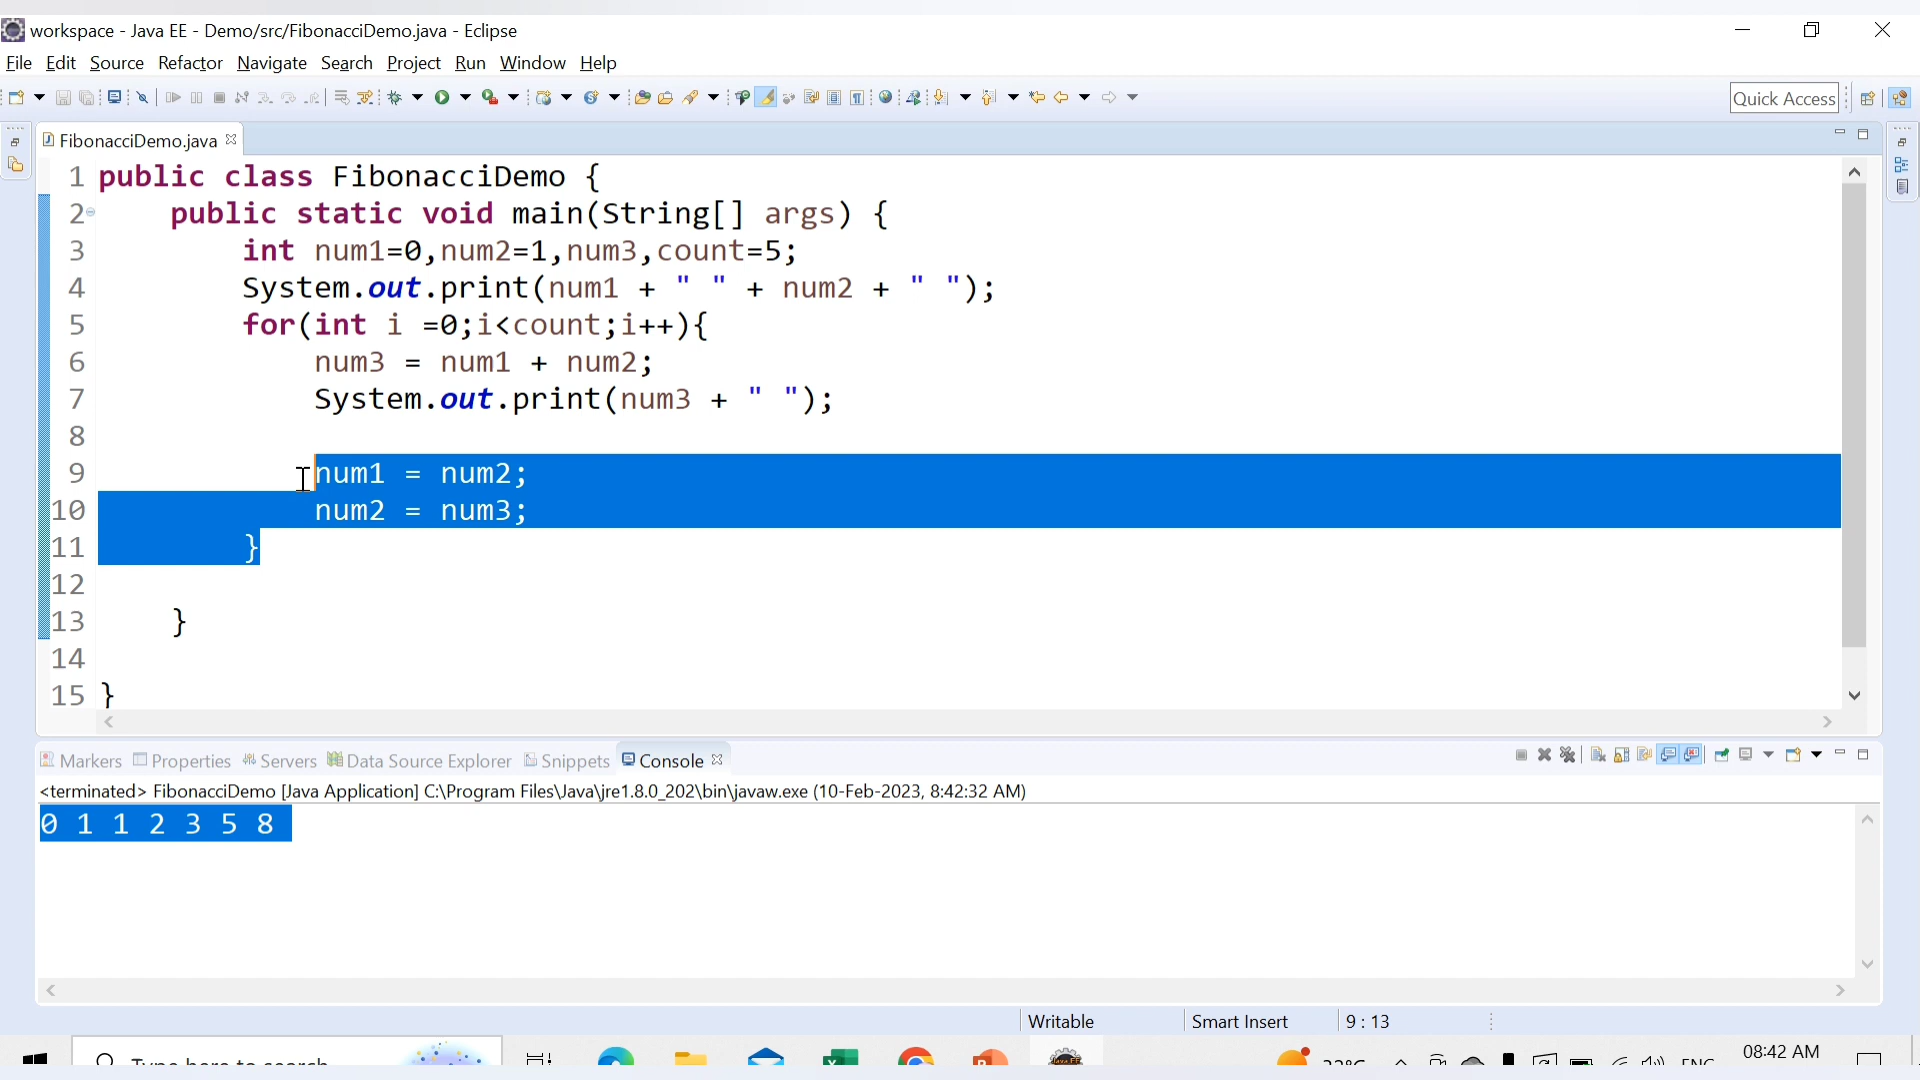 workspace - Java EE - Demo/src/FibonacciDemo.java - Eclipse
File Edit Source Refactor Navigate Search Project Run Window Help
Quick Access
FibonacciDemo.java
1 public class FibonacciDemo {
2 public static void main(String[] args) {
3 int num1=0,num2=1,num3,count=5;
4 System.out.print(num1 + " " + num2 + " ");
5 for(int i =0;i<count;i++){
6 num3 = num1 + num2;
7 System.out.print(num3 + " ");
8
9 num1 = num2;
10 num2 = num3;
11 }
12
13 }
14
15 }
Markers Properties Servers Data Source Explorer Snippets Console
<terminated> FibonacciDemo [Java Application] C:\Program Files\Java\jre1.8.0_202\bin\javaw.exe (10-Feb-2023, 8:42:32 AM)
0 1 1 2 3 5 8
Writable Smart Insert 9 : 13
Type here to search
08:42 AM